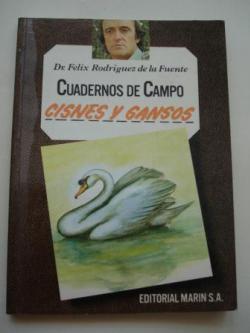 Dr. Felix Rodriguez de la Fuente
CUADERNOS DE CAMPO
CISNES Y GANSOS
EDITORIAL MARIN S.A.